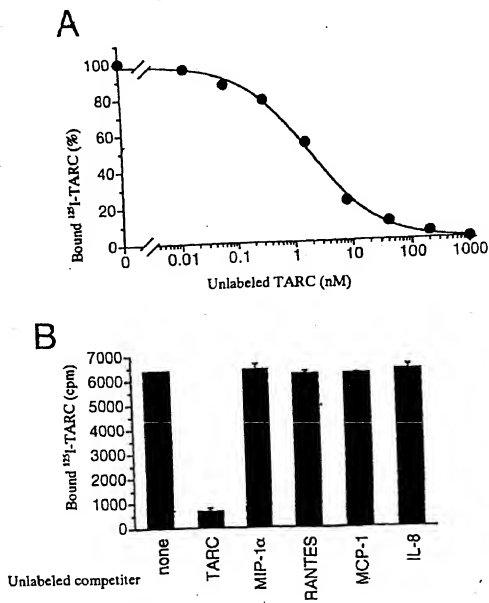 A
Bound ¹²⁵I-TARC (%)
100
80
60
40
20
0
0 0.01 0.1 1 10 100 1000
Unlabeled TARC (nM)
B
Bound ¹²⁵I-TARC (cpm)
7000
6000
5000
4000
3000
2000
1000
0
none TARC MIP-1α RANTES MCP-1 IL-8
Unlabeled competiter